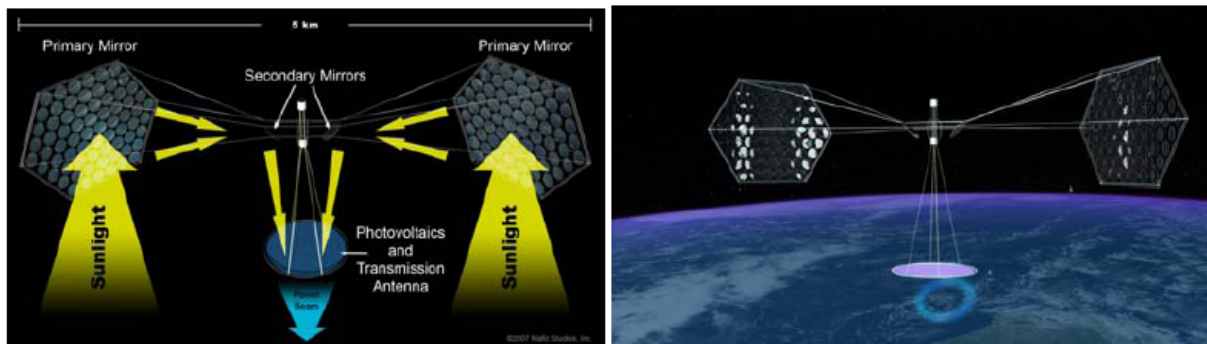 5 km
Primary Mirror
Primary Mirror
Secondary Mirrors
Sunlight
Sunlight
Photovoltaics
and
Transmission
Antenna
Power
Beam
©2007 Mafic Studios, Inc.